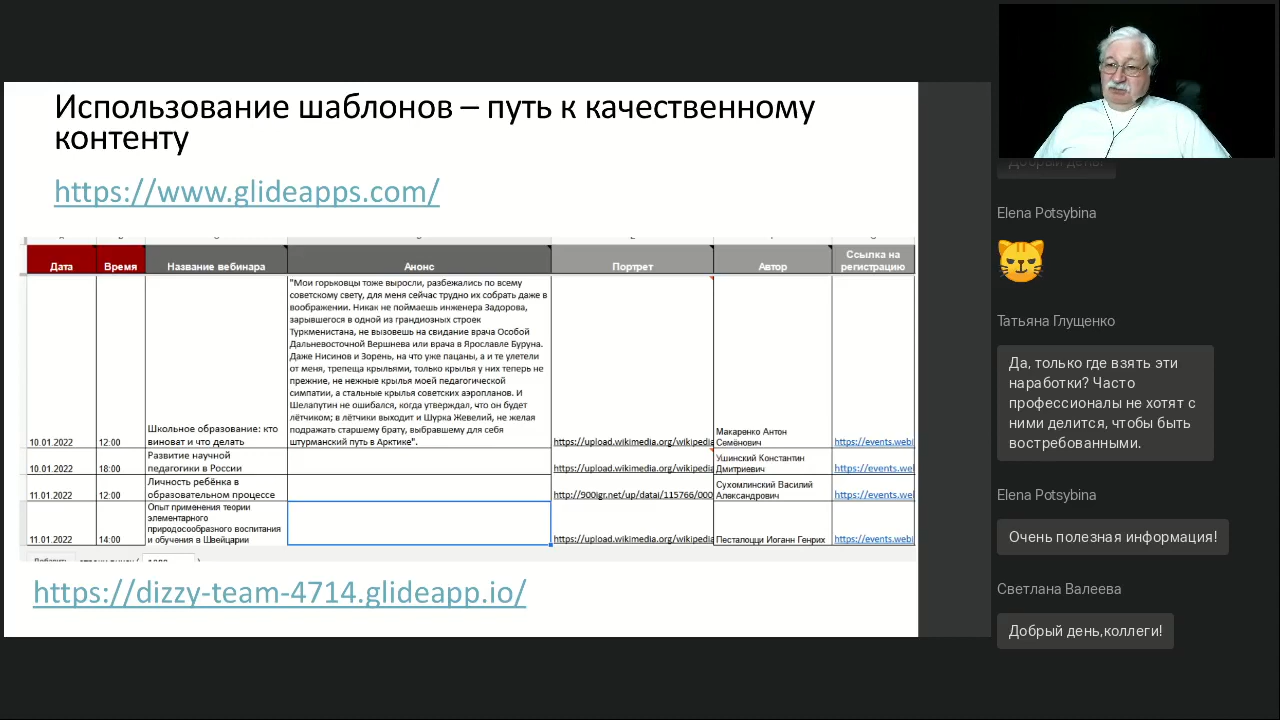 Использование шаблонов – путь к качественному
контенту
https://www.glideapps.com/
Дата
Время
Название вебинара
Анонс
Портрет
Автор
Ссылка на
регистрацию
10.01.2022
12:00
Школьное образование: кто
виноват и что делать
"Мои горьковцы тоже выросли, разбежались по всему
советскому свету, для меня сейчас трудно их собрать даже в
воображении. Никак не поймаешь инженера Задорова,
зарывшегося в одной из грандиозных строек
Туркменистана, не вызовешь на свидание врача Особой
Дальневосточной Вершнева или врача в Ярославле Буруна.
Даже Нисинов и Зорень, на что уже пацаны, а и те улетели
от меня, трепеща крыльями, только крылья у них теперь не
прежние, не нежные крылья моей педагогической
симпатии, а стальные крылья советских аэропланов. И
Шелапутин не ошибался, когда утверждал, что он будет
лётчиком; в лётчики выходит и Шурка Жевелий, не желая
подражать старшему брату, выбравшему для себя
штурманский путь в Арктике".
https://upload.wikimedia.org/wikipedia
Макаренко Антон
Семёнович
https://events.webi
10.01.2022
18:00
Развитие научной
педагогики в России
https://upload.wikimedia.org/wikipedia
Ушинский Константин
Дмитриевич
https://events.wel
11.01.2022
12:00
Личность ребёнка в
образовательном процессе
http://900igr.net/up/datai/115766/000
Сухомлинский Василий
Александрович
https://events.wel
11.01.2022
14:00
Опыт применения теории
элементарного
природосообразного воспитания
и обучения в Швейцарии
https://upload.wikimedia.org/wikipedia
Песталоцци Иоганн Генрих
https://events.webi
https://dizzy-team-4714.glideapp.io/
Добрый день!
Elena Potsybina
Татьяна Глущенко
Да, только где взять эти
наработки? Часто
профессионалы не хотят с
ними делится, чтобы быть
востребованными.
Elena Potsybina
Очень полезная информация!
Светлана Валеева
Добрый день,коллеги!